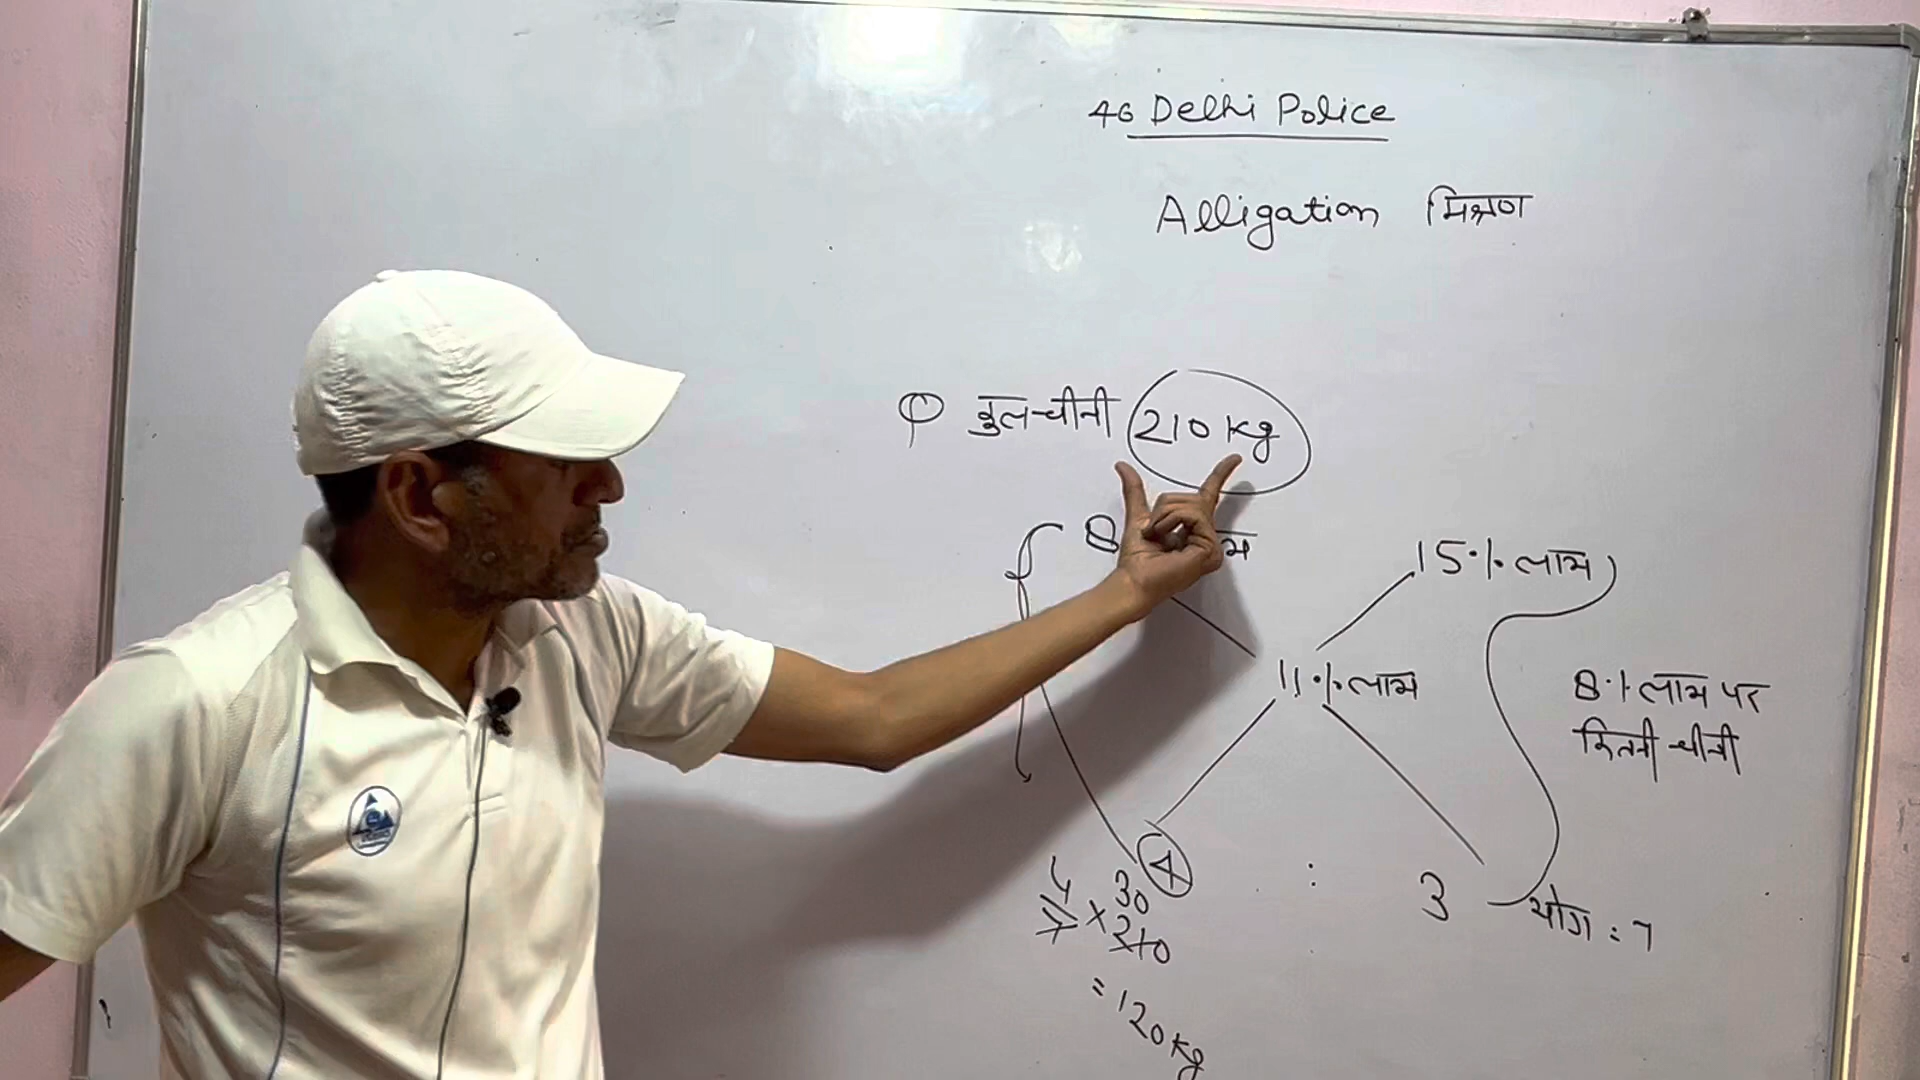 46 Delhi Police
Alligation मिश्रण
Q कुल चीनी 210 kg
8
15% लाभ
11% लाभ
8% लाभ पर
कितनी चीनी
4 : 3 योग = 7
4/7 × 210
30
= 120 kg